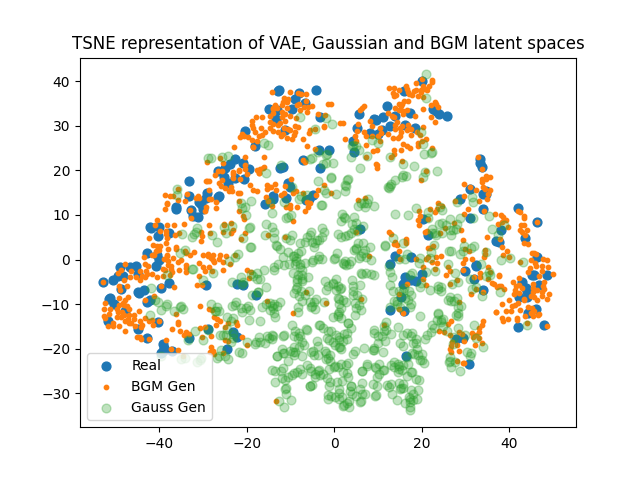 TSNE representation of VAE, Gaussian and BGM latent spaces
40
30
20
10
0
−10
−20
−30
Real
BGM Gen
Gauss Gen
−40 −20 0 20 40